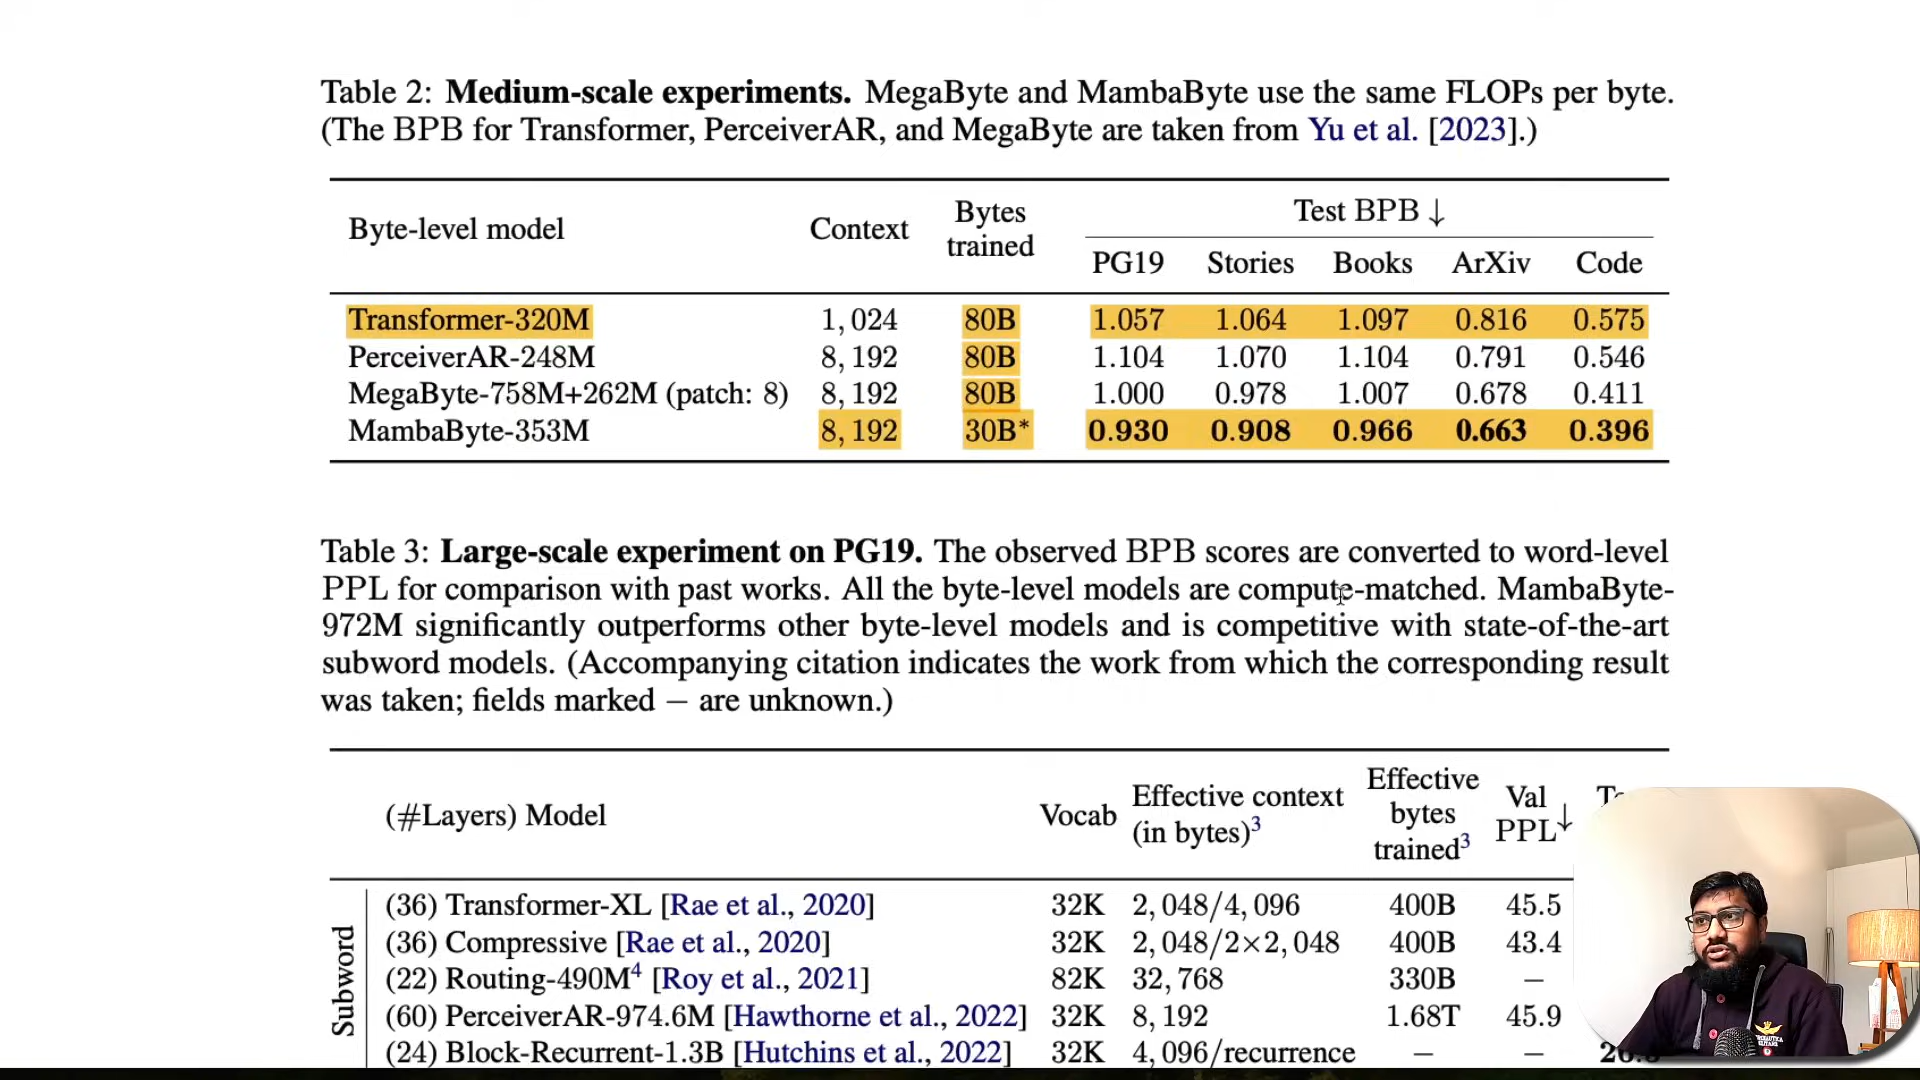 Table 2: Medium-scale experiments. MegaByte and MambaByte use the same FLOPs per byte.
(The BPB for Transformer, PerceiverAR, and MegaByte are taken from Yu et al. [2023].)
Byte-level model Context Bytes trained Test BPB ↓
PG19 Stories Books ArXiv Code
Transformer-320M 1,024 80B 1.057 1.064 1.097 0.816 0.575
PerceiverAR-248M 8,192 80B 1.104 1.070 1.104 0.791 0.546
MegaByte-758M+262M (patch: 8) 8,192 80B 1.000 0.978 1.007 0.678 0.411
MambaByte-353M 8,192 30B* 0.930 0.908 0.966 0.663 0.396
Table 3: Large-scale experiment on PG19. The observed BPB scores are converted to word-level
PPL for comparison with past works. All the byte-level models are compute-matched. MambaByte-
972M significantly outperforms other byte-level models and is competitive with state-of-the-art
subword models. (Accompanying citation indicates the work from which the corresponding result
was taken; fields marked − are unknown.)
(#Layers) Model Vocab Effective context (in bytes)³ Effective bytes trained³ Val PPL↓
Subword
(36) Transformer-XL [Rae et al., 2020] 32K 2,048/4,096 400B 45.5
(36) Compressive [Rae et al., 2020] 32K 2,048/2×2,048 400B 43.4
(22) Routing-490M⁴ [Roy et al., 2021] 82K 32,768 330B −
(60) PerceiverAR-974.6M [Hawthorne et al., 2022] 32K 8,192 1.68T 45.9
(24) Block-Recurrent-1.3B [Hutchins et al., 2022] 32K 4,096/recurrence − −